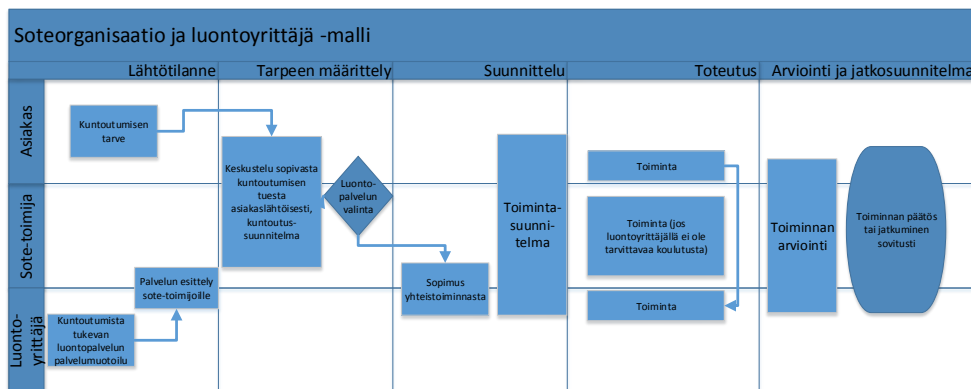 Soteorganisaatio ja luontoyrittäjä -malli
Lähtötilanne
Tarpeen määrittely
Suunnittelu
Toteutus
Arviointi ja jatkosuunnitelma
Asiakas
Sote-toimija
Luonto-
yrittäjä
Kuntoutumisen
tarve
Palvelun esittely
sote-toimijoille
Kuntoutumista
tukevan
luontopalvelun
palvelumuotoilu
Keskustelu sopivasta
kuntoutumisen
tuesta
asiakaslähtöisesti,
kuntoutus-
suunnitelma
Luonto-
palvelun
valinta
Sopimus
yhteistoiminnasta
Toiminta-
suunni-
telma
Toiminta
Toiminta (jos
luontoyrittäjällä ei ole
tarvittavaa koulutusta)
Toiminta
Toiminnan
arviointi
Toiminnan päätös
tai jatkuminen
sovitusti